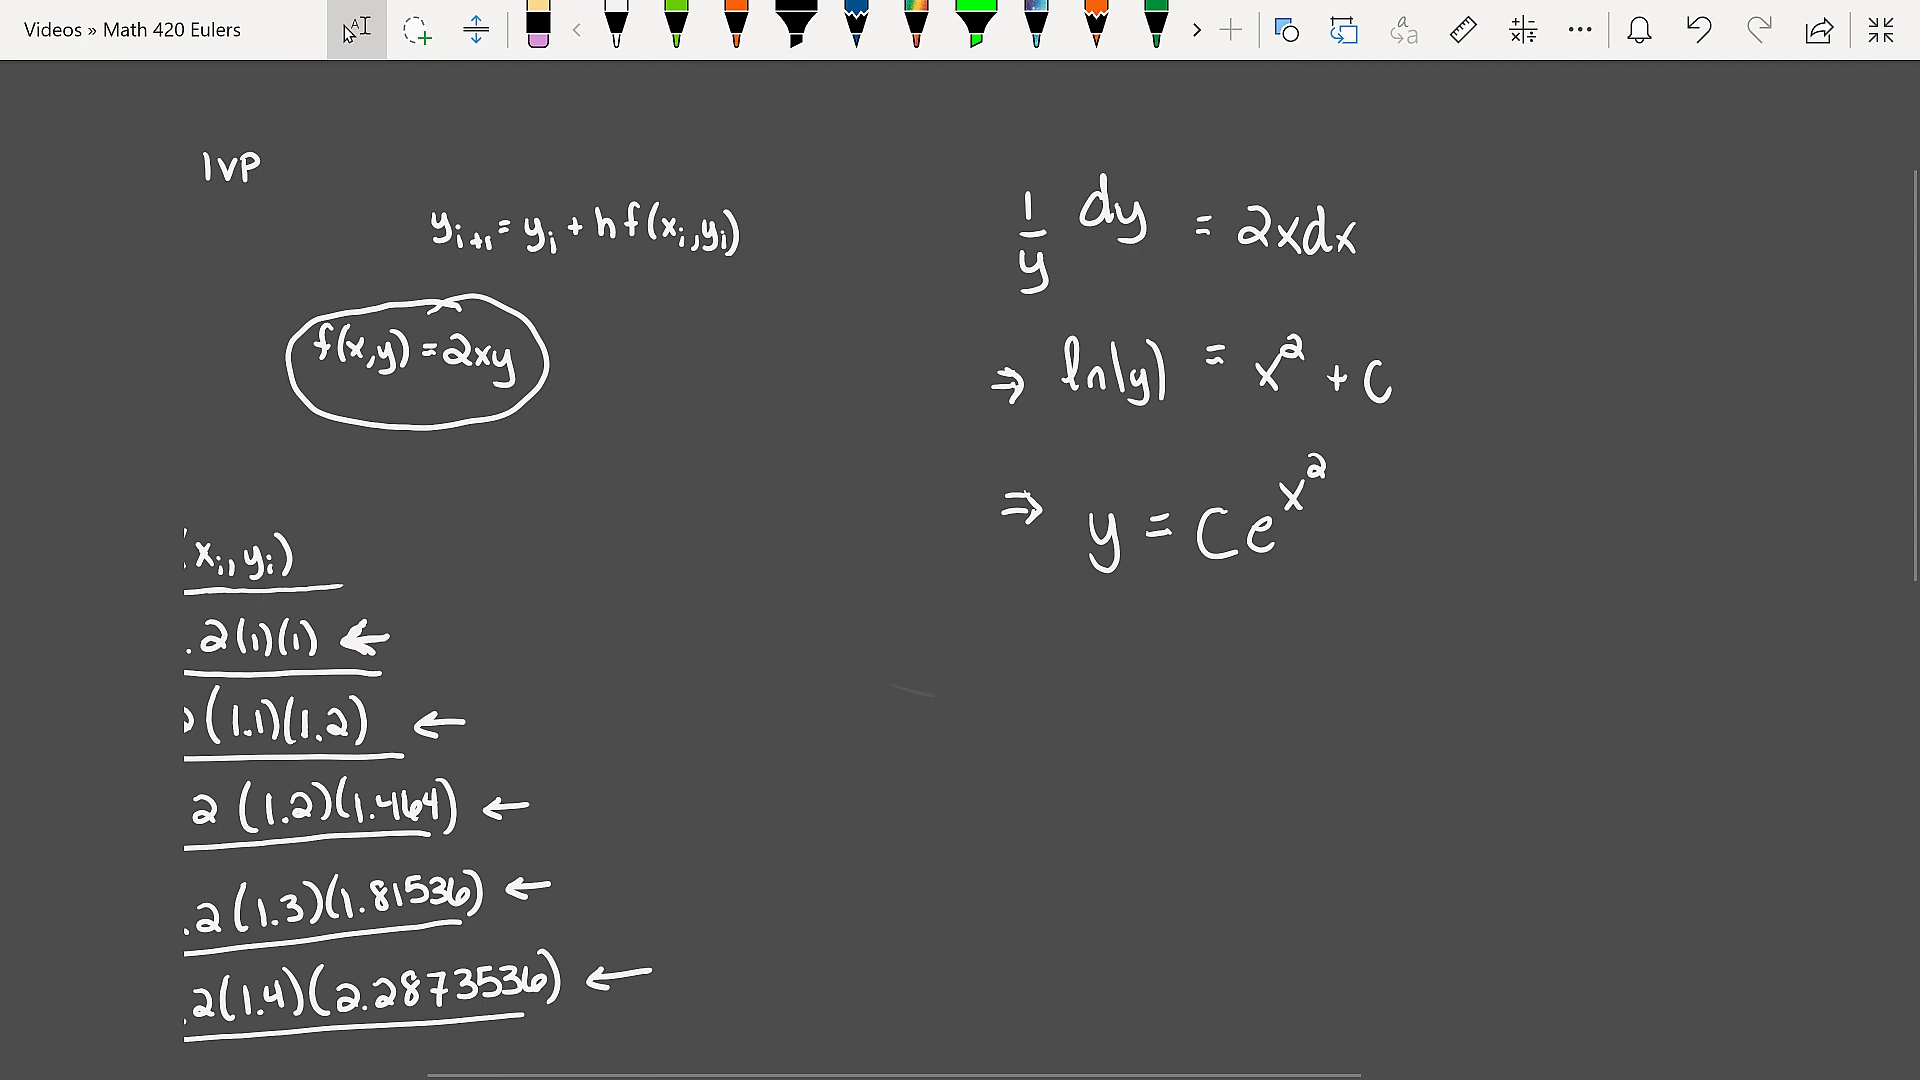 Videos » Math 420 Eulers
IVP
yᵢ₊₁ = yᵢ + h f(xᵢ, yᵢ)
f(x,y) = 2xy
(xᵢ, yᵢ)
.2(1)(1) ←
2(1.1)(1.2) ←
2(1.2)(1.464) ←
.2(1.3)(1.81536) ←
.2(1.4)(2.2873536) ←
1/y dy = 2xdx
⇒ ln|y| = x² + C
⇒ y = Ce^x²